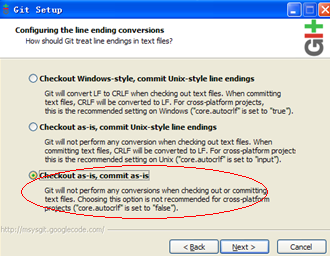 Git Setup
Configuring the line ending conversions
How should Git treat line endings in text files?
Git
Checkout Windows-style, commit Unix-style line endings
Git will convert LF to CRLF when checking out text files. When committing
text files, CRLF will be converted to LF. For cross-platform projects,
this is the recommended setting on Windows ("core.autocrlf" is set to "true").
Checkout as-is, commit Unix-style line endings
Git will not perform any conversion when checking out text files. When
committing text files, CRLF will be converted to LF. For cross-platform projects
this is the recommended setting on Unix ("core.autocrlf" is set to "input").
Checkout as-is, commit as-is
Git will not perform any conversions when checking out or committing
text files. Choosing this option is not recommended for cross-platform
projects ("core.autocrlf" is set to "false").
http://msysgit.googlecode.com/
< Back
Next >
Cancel